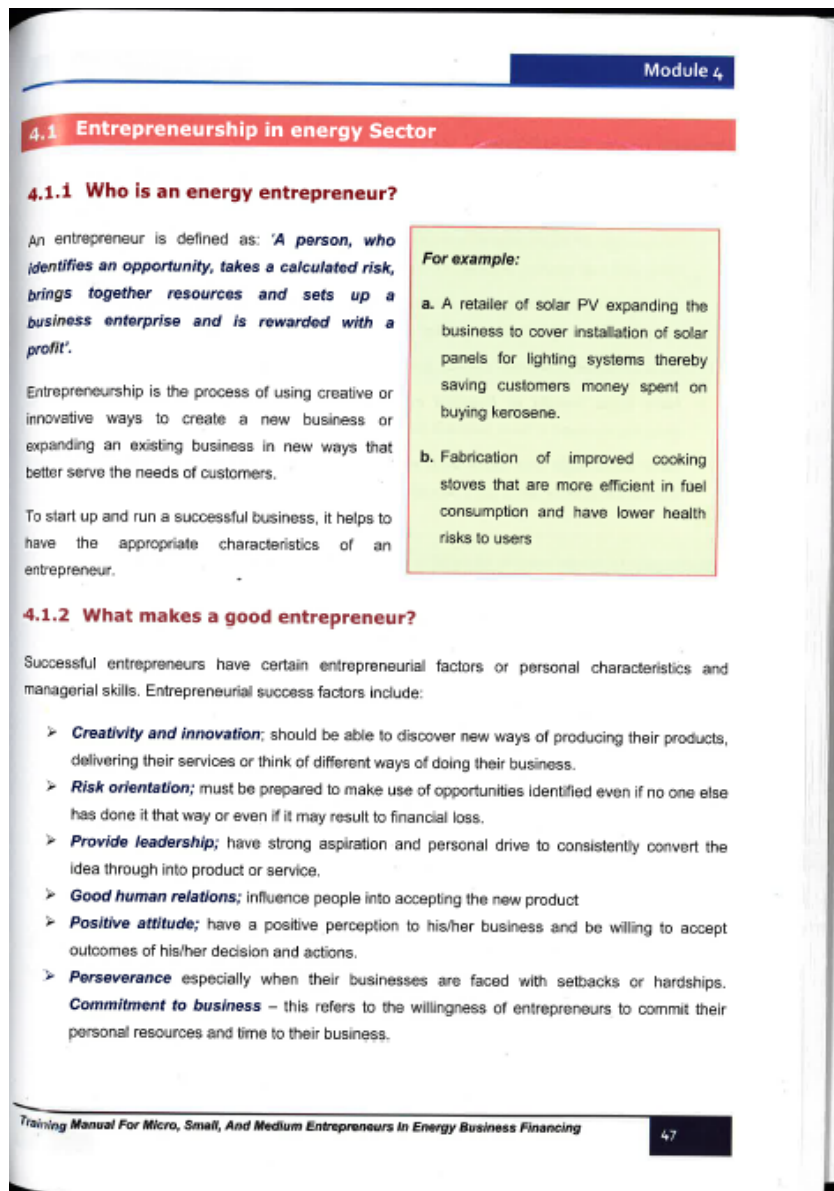 Module 4
4.1 Entrepreneurship in energy Sector
4.1.1 Who is an energy entrepreneur?
An entrepreneur is defined as: 'A person, who
identifies an opportunity, takes a calculated risk,
brings together resources and sets up a
business enterprise and is rewarded with a
profit'.
Entrepreneurship is the process of using creative or
innovative ways to create a new business or
expanding an existing business in new ways that
better serve the needs of customers.
To start up and run a successful business, it helps to
have the appropriate characteristics of an
entrepreneur.
For example:
a. A retailer of solar PV expanding the
business to cover installation of solar
panels for lighting systems thereby
saving customers money spent on
buying kerosene.
b. Fabrication of improved cooking
stoves that are more efficient in fuel
consumption and have lower health
risks to users
4.1.2 What makes a good entrepreneur?
Successful entrepreneurs have certain entrepreneurial factors or personal characteristics and
managerial skills. Entrepreneurial success factors include:
➢ Creativity and innovation; should be able to discover new ways of producing their products,
delivering their services or think of different ways of doing their business.
➢ Risk orientation; must be prepared to make use of opportunities identified even if no one else
has done it that way or even if it may result to financial loss.
➢ Provide leadership; have strong aspiration and personal drive to consistently convert the
idea through into product or service.
➢ Good human relations; influence people into accepting the new product
➢ Positive attitude; have a positive perception to his/her business and be willing to accept
outcomes of his/her decision and actions.
➢ Perseverance especially when their businesses are faced with setbacks or hardships.
Commitment to business – this refers to the willingness of entrepreneurs to commit their
personal resources and time to their business.
Training Manual For Micro, Small, And Medium Entrepreneurs In Energy Business Financing
47